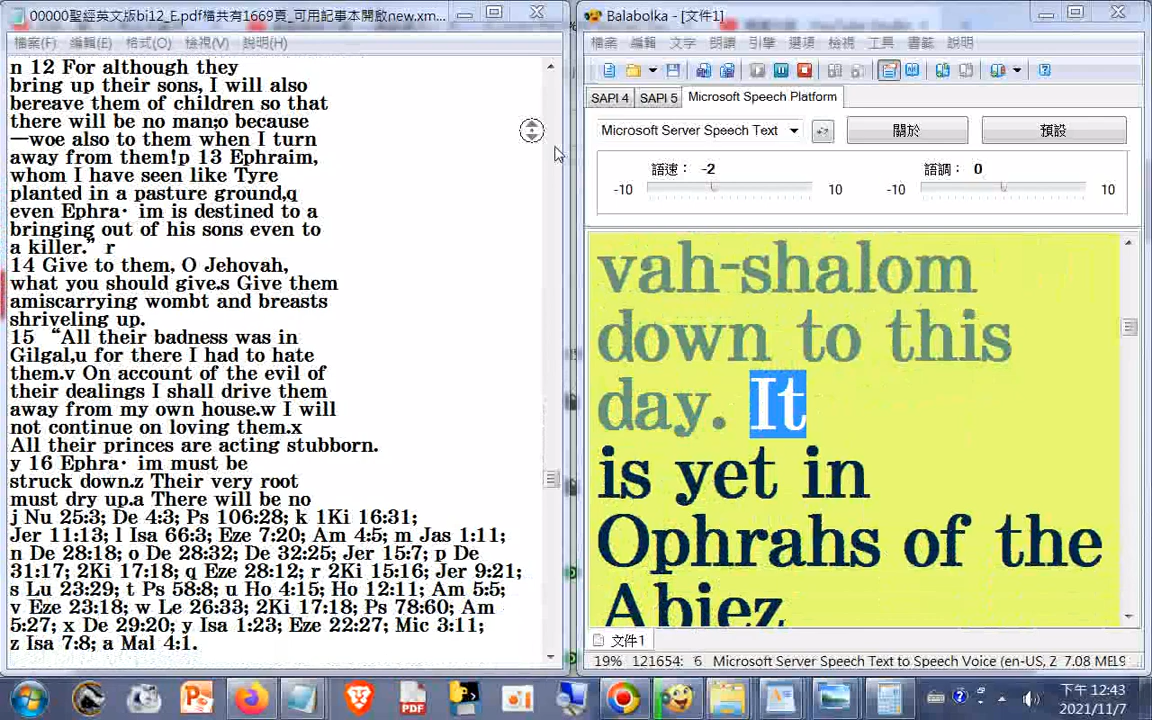 00000聖經英文版bi12_E.pdf檔共有1669頁_可用記事本開啟new.xm...
檔案(F) 編輯(E) 格式(O) 檢視(V) 說明(H)
n 12 For although they
bring up their sons, I will also
bereave them of children so that
there will be no man;o because
—woe also to them when I turn
away from them!p 13 Ephraim,
whom I have seen like Tyre
planted in a pasture ground,q
even Ephra· im is destined to a
bringing out of his sons even to
a killer.” r
14 Give to them, O Jehovah,
what you should give.s Give them
amiscarrying wombt and breasts
shriveling up.
15 “All their badness was in
Gilgal,u for there I had to hate
them.v On account of the evil of
their dealings I shall drive them
away from my own house.w I will
not continue on loving them.x
All their princes are acting stubborn.
y 16 Ephra· im must be
struck down.z Their very root
must dry up.a There will be no
j Nu 25:3; De 4:3; Ps 106:28; k 1Ki 16:31;
Jer 11:13; l Isa 66:3; Eze 7:20; Am 4:5; m Jas 1:11;
n De 28:18; o De 28:32; De 32:25; Jer 15:7; p De
31:17; 2Ki 17:18; q Eze 28:12; r 2Ki 15:16; Jer 9:21;
s Lu 23:29; t Ps 58:8; u Ho 4:15; Ho 12:11; Am 5:5;
v Eze 23:18; w Le 26:33; 2Ki 17:18; Ps 78:60; Am
5:27; x De 29:20; y Isa 1:23; Eze 22:27; Mic 3:11;
z Isa 7:8; a Mal 4:1.
Balabolka - [文件1]
檔案 編輯 文字 朗讀 引擎 選項 檢視 工具 書籤 說明
SAPI 4 SAPI 5 Microsoft Speech Platform
Microsoft Server Speech Text 關於 預設
語速: -2 語調: 0
-10 10 -10 10
vah-shalom
down to this
day. It
is yet in
Ophrahs of the
Abiez
文件1
19% 121654: 6 Microsoft Server Speech Text to Speech Voice (en-US, Z 7.08 ME
PDF
下午 12:43
2021/11/7